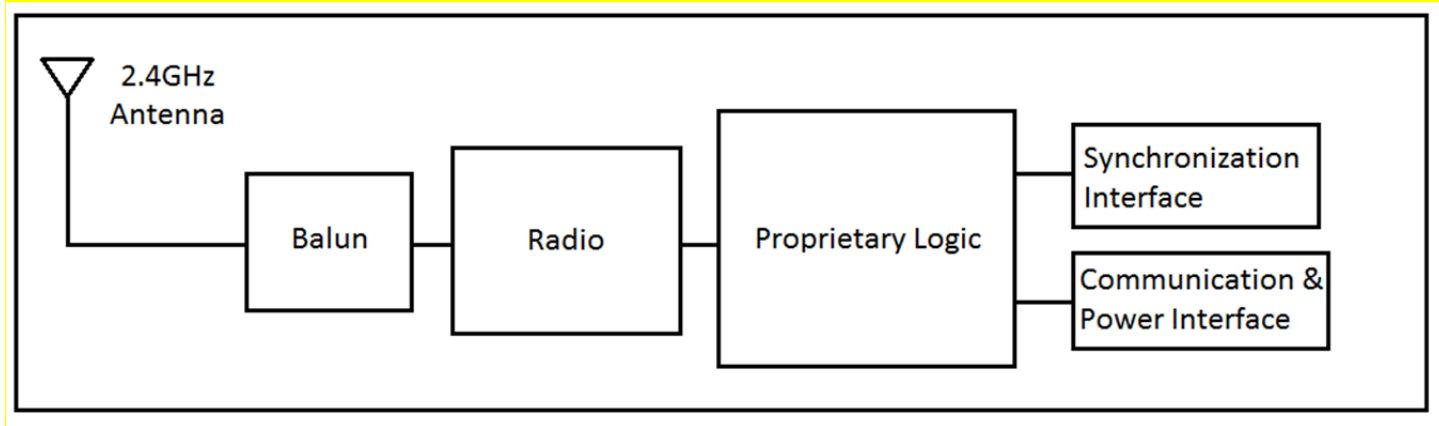 2.4GHz
Antenna
Balun
Radio
Proprietary Logic
Synchronization
Interface
Communication &
Power Interface